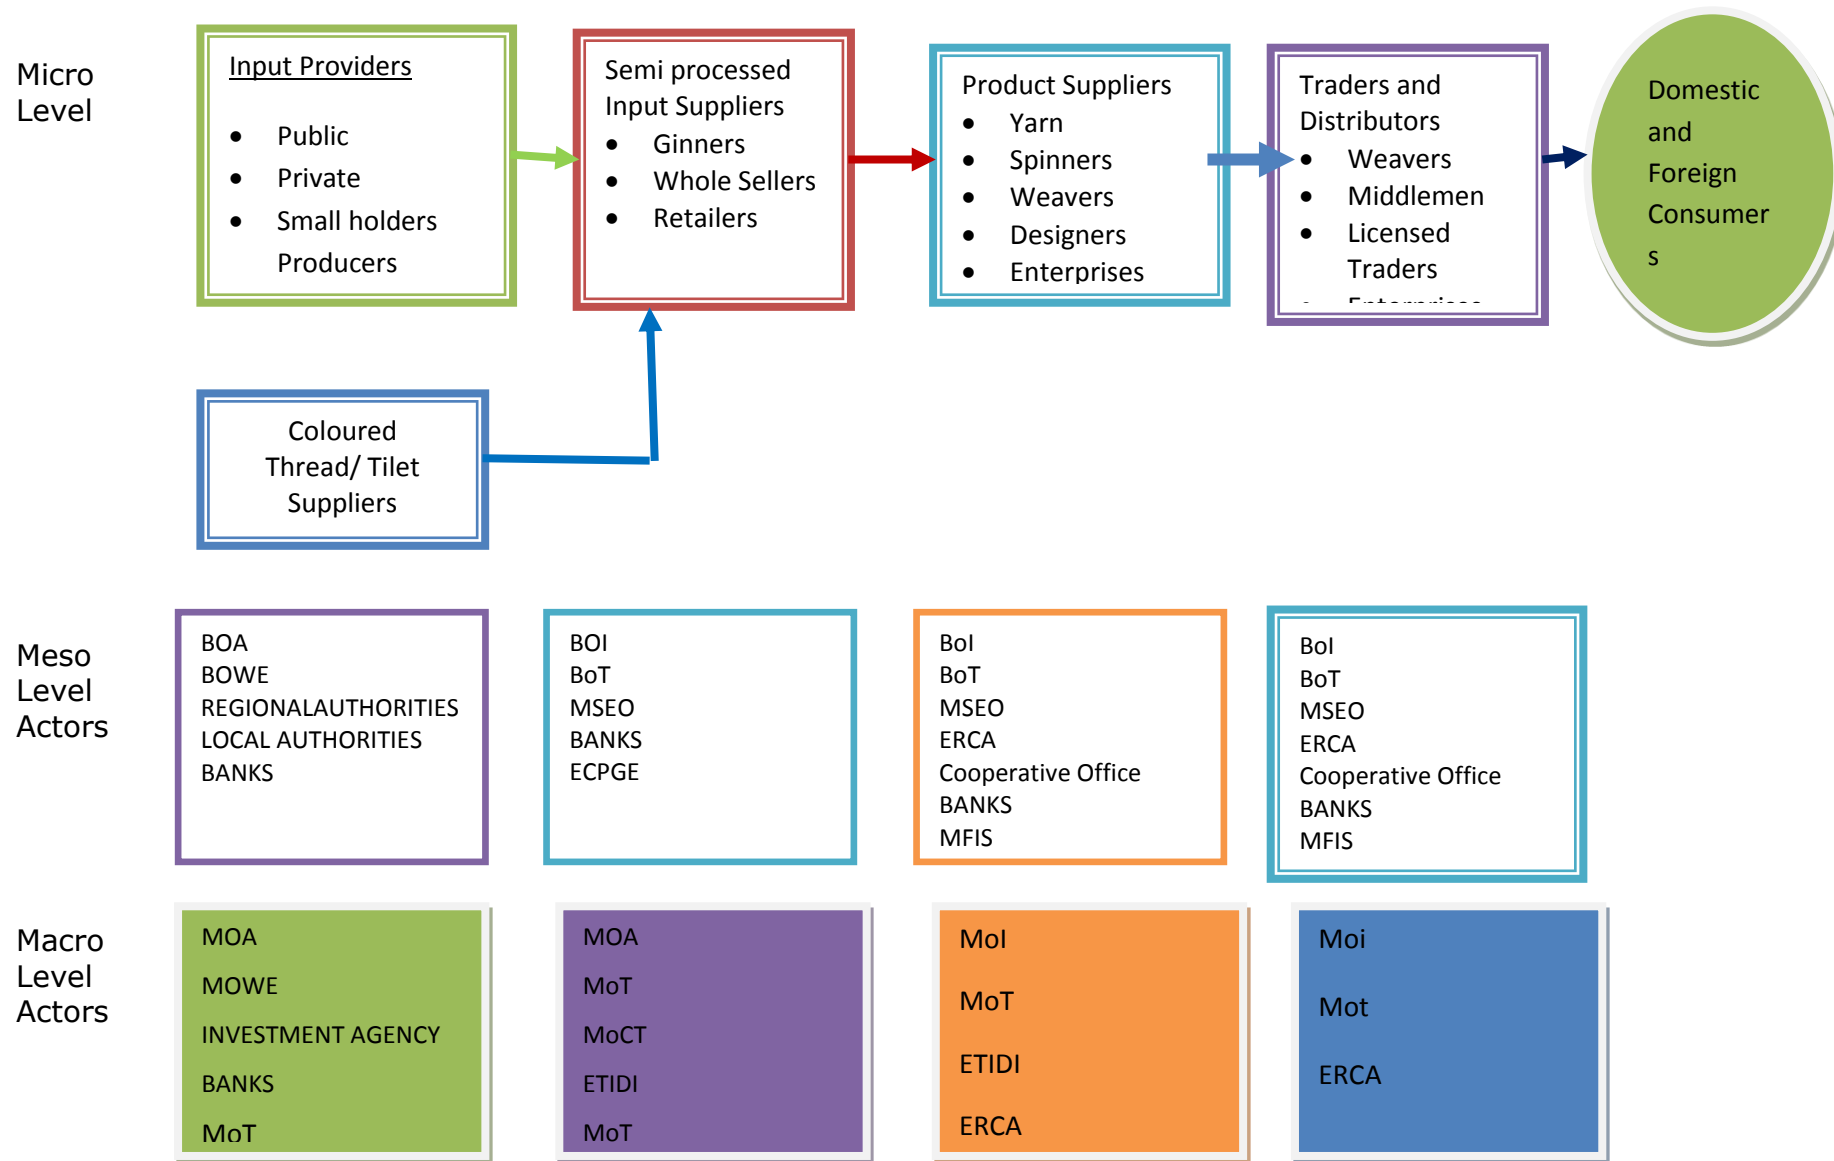 Micro
Level
Input Providers
• Public
• Private
• Small holders
Producers
Semi processed
Input Suppliers
• Ginners
• Whole Sellers
• Retailers
Product Suppliers
• Yarn
• Spinners
• Weavers
• Designers
• Enterprises
Traders and
Distributors
• Weavers
• Middlemen
• Licensed
Traders
• Enterprises
Domestic
and
Foreign
Consumer
s
Coloured
Thread/ Tilet
Suppliers
Meso
Level
Actors
BOA
BOWE
REGIONALAUTHORITIES
LOCAL AUTHORITIES
BANKS
BOI
BoT
MSEO
BANKS
ECPGE
BoI
BoT
MSEO
ERCA
Cooperative Office
BANKS
MFIS
BoI
BoT
MSEO
ERCA
Cooperative Office
BANKS
MFIS
Macro
Level
Actors
MOA
MOWE
INVESTMENT AGENCY
BANKS
MoT
MOA
MoT
MoCT
ETIDI
MoT
MoI
MoT
ETIDI
ERCA
Moi
Mot
ERCA